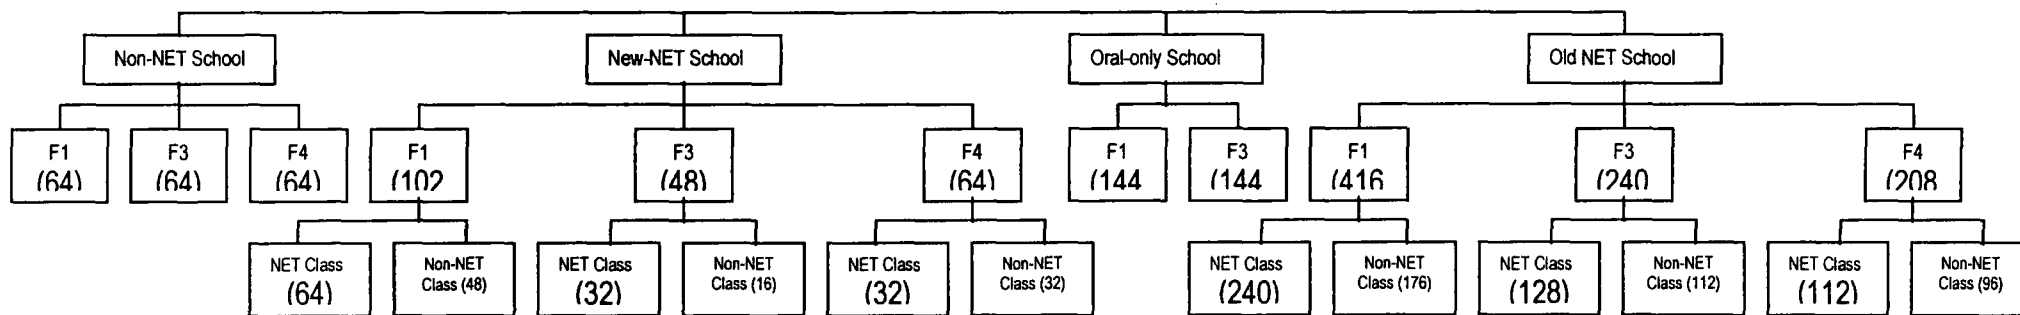 Non-NET School
New-NET School
Oral-only School
Old NET School
F1
(64)
F3
(64)
F4
(64)
F1
(102
F3
(48)
F4
(64)
F1
(144
F3
(144
F1
(416
F3
(240
F4
(208
NET Class
(64)
Non-NET
Class (48)
NET Class
(32)
Non-NET
Class (16)
NET Class
(32)
Non-NET
Class (32)
NET Class
(240)
Non-NET
Class (176)
NET Class
(128)
Non-NET
Class (112)
NET Class
(112)
Non-NET
Class (96)